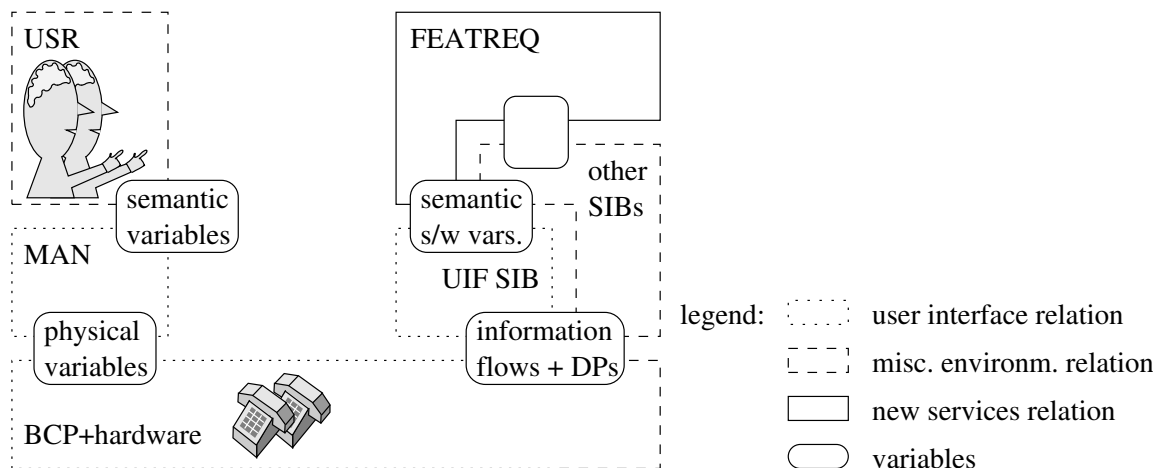 USR
FEATREQ
other
SIBs
semantic
variables
semantic
s/w vars.
MAN
UIF SIB
physical
variables
information
flows + DPs
BCP+hardware
legend:
user interface relation
misc. environm. relation
new services relation
variables